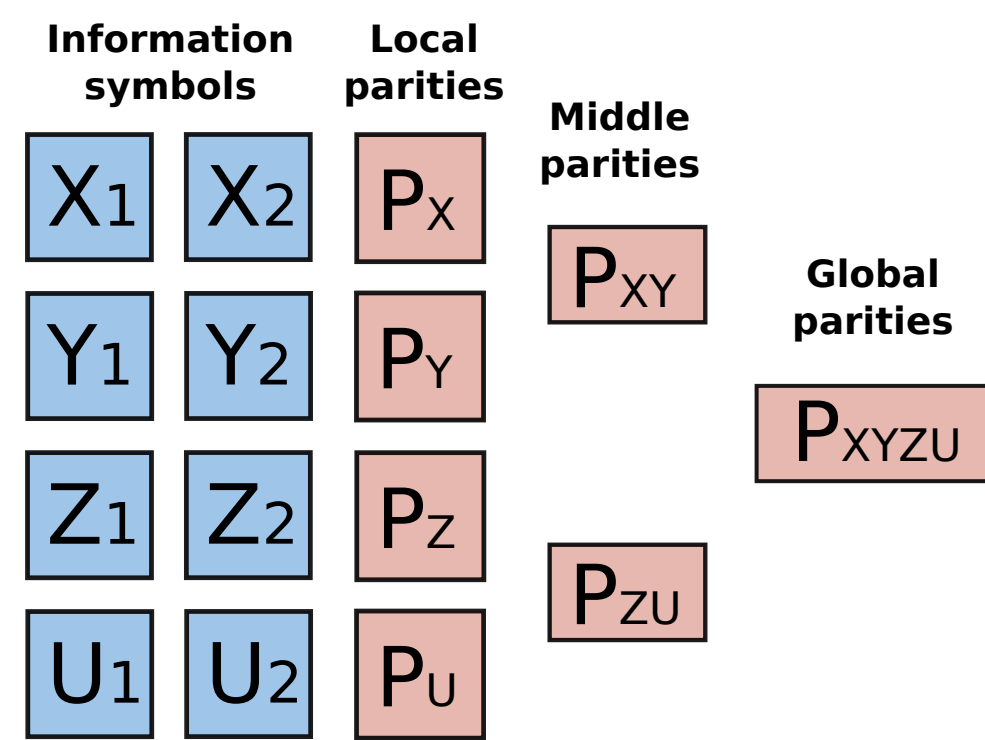 Information
symbols
Local
parities
Middle
parities
Global
parities
X1 X2 PX
PXY
Y1 Y2 PY
PXYZU
Z1 Z2 PZ
PZU
U1 U2 PU